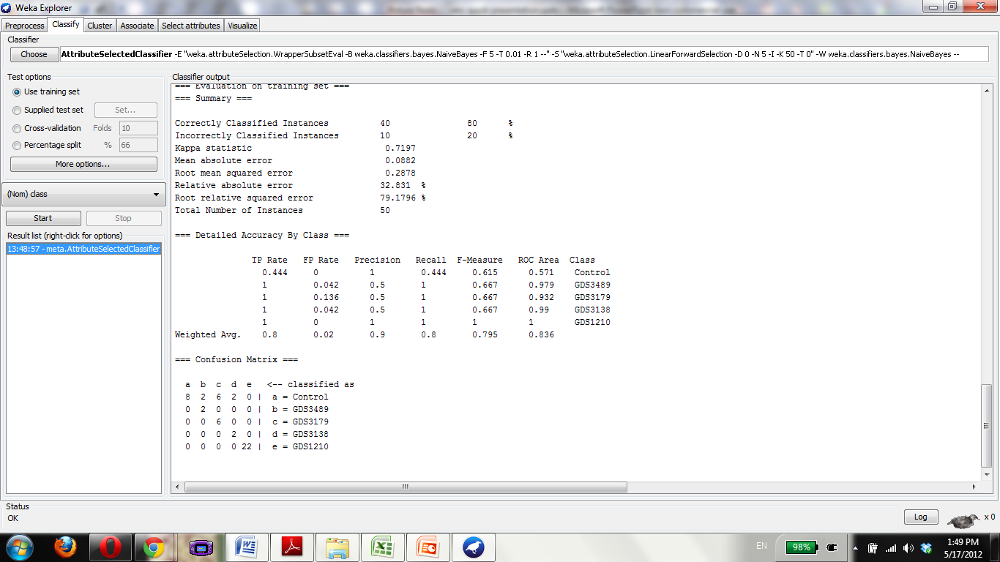 Weka Explorer
Preprocess Classify Cluster Associate Select attributes Visualize
Classifier
Choose AttributeSelectedClassifier -E "weka.attributeSelection.WrapperSubsetEval -B weka.classifiers.bayes.NaiveBayes -F 5 -T 0.01 -R 1 --" -S "weka.attributeSelection.LinearForwardSelection -D 0 -N 5 -I -K 50 -T 0" -W weka.classifiers.bayes.NaiveBayes --
Test options
Use training set
Supplied test set Set...
Cross-validation Folds 10
Percentage split % 66
More options...
(Nom) class
Start Stop
Result list (right-click for options)
13:48:57 - meta.AttributeSelectedClassifier
Classifier output
=== Evaluation on training set ===
=== Summary ===
Correctly Classified Instances 40 80 %
Incorrectly Classified Instances 10 20 %
Kappa statistic 0.7197
Mean absolute error 0.0882
Root mean squared error 0.2878
Relative absolute error 32.831 %
Root relative squared error 79.1796 %
Total Number of Instances 50
=== Detailed Accuracy By Class ===
TP Rate FP Rate Precision Recall F-Measure ROC Area Class
0.444 0 1 0.444 0.615 0.571 Control
1 0.042 0.5 1 0.667 0.979 GDS3489
1 0.136 0.5 1 0.667 0.932 GDS3179
1 0.042 0.5 1 0.667 0.99 GDS3138
1 0 1 1 1 1 GDS1210
Weighted Avg. 0.8 0.02 0.9 0.8 0.795 0.836
=== Confusion Matrix ===
a b c d e <-- classified as
8 2 6 2 0 | a = Control
0 2 0 0 0 | b = GDS3489
0 0 6 0 0 | c = GDS3179
0 0 0 2 0 | d = GDS3138
0 0 0 0 22 | e = GDS1210
Status
OK
Log x 0
EN 98% 1:49 PM
5/17/2012